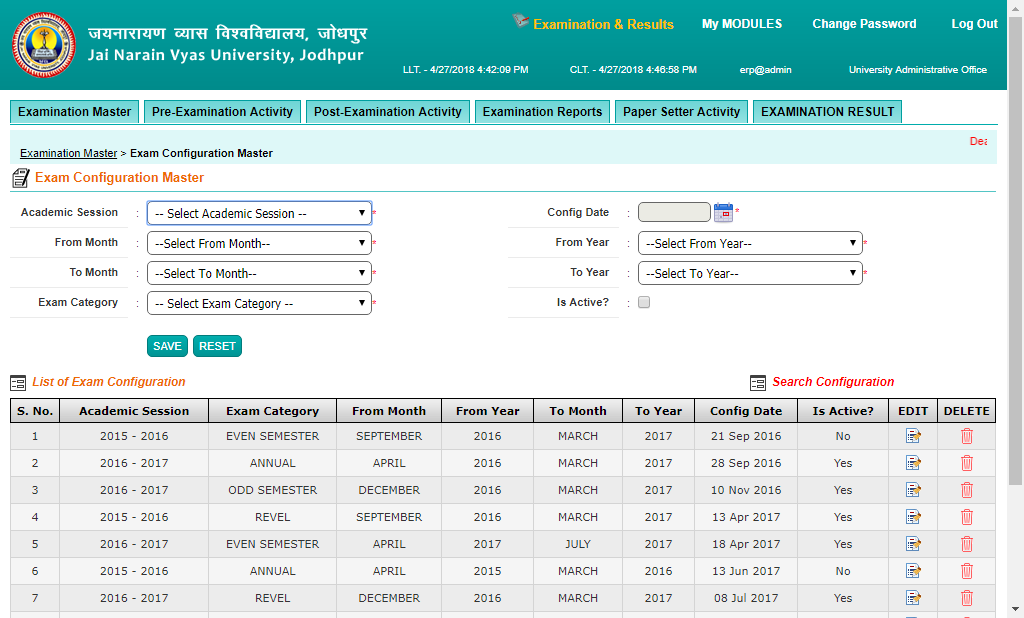 जयनारायण व्यास विश्वविद्यालय, जोधपुर
Jai Narain Vyas University, Jodhpur
Examination & Results My MODULES Change Password Log Out
LLT. - 4/27/2018 4:42:09 PM CLT. - 4/27/2018 4:46:58 PM erp@admin University Administrative Office
Examination Master Pre-Examination Activity Post-Examination Activity Examination Reports Paper Setter Activity EXAMINATION RESULT
Examination Master > Exam Configuration Master
Exam Configuration Master
Academic Session : -- Select Academic Session -- * Config Date : *
From Month : --Select From Month-- * From Year : --Select From Year-- *
To Month : --Select To Month-- * To Year : --Select To Year-- *
Exam Category : -- Select Exam Category -- * Is Active? :
SAVE RESET
List of Exam Configuration Search Configuration
S. No. Academic Session Exam Category From Month From Year To Month To Year Config Date Is Active? EDIT DELETE
1 2015 - 2016 EVEN SEMESTER SEPTEMBER 2016 MARCH 2017 21 Sep 2016 No
2 2016 - 2017 ANNUAL APRIL 2016 MARCH 2017 28 Sep 2016 Yes
3 2016 - 2017 ODD SEMESTER DECEMBER 2016 MARCH 2017 10 Nov 2016 Yes
4 2015 - 2016 REVEL SEPTEMBER 2016 MARCH 2017 13 Apr 2017 Yes
5 2016 - 2017 EVEN SEMESTER APRIL 2017 JULY 2017 18 Apr 2017 Yes
6 2015 - 2016 ANNUAL APRIL 2015 MARCH 2016 13 Jun 2017 No
7 2016 - 2017 REVEL DECEMBER 2016 MARCH 2017 08 Jul 2017 Yes